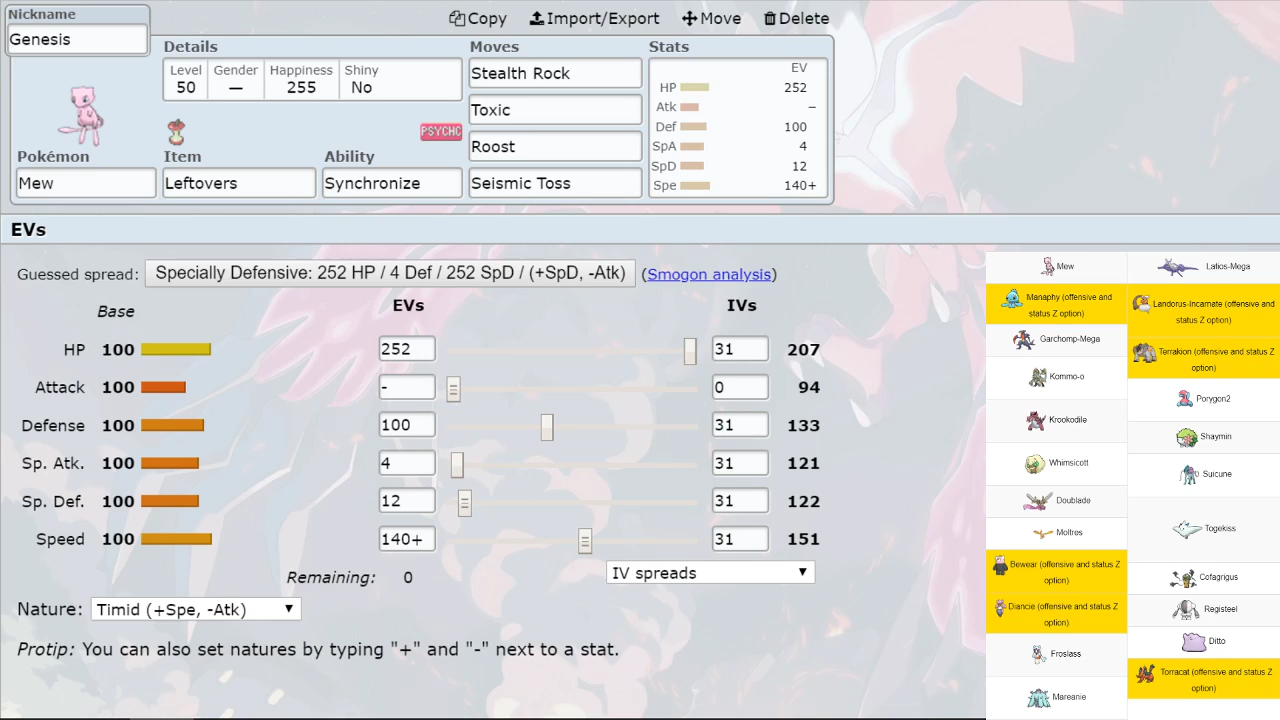 Nickname
Genesis
Copy Import/Export Move Delete
Details
Level Gender Happiness Shiny
50 — 255 No
PSYCHC
Pokémon
Mew
Item
Leftovers
Ability
Synchronize
Moves
Stealth Rock
Toxic
Roost
Seismic Toss
Stats
EV
HP 252
Atk –
Def 100
SpA 4
SpD 12
Spe 140+
EVs
Guessed spread: Specially Defensive: 252 HP / 4 Def / 252 SpD / (+SpD, -Atk) (Smogon analysis)
Base EVs IVs
HP 100 252 31 207
Attack 100 - 0 94
Defense 100 100 31 133
Sp. Atk. 100 4 31 121
Sp. Def. 100 12 31 122
Speed 100 140+ 31 151
Remaining: 0
IV spreads
Nature: Timid (+Spe, -Atk)
Protip: You can also set natures by typing "+" and "-" next to a stat.
Mew
Manaphy (offensive and
status Z option)
Garchomp-Mega
Kommo-o
Krookodile
Whimsicott
Doublade
Moltres
Bewear (offensive and status Z
option)
Diancie (offensive and status Z
option)
Froslass
Mareanie
Latios-Mega
Landorus-Incarnate (offensive and
status Z option)
Terrakion (offensive and status Z
option)
Porygon2
Shaymin
Suicune
Togekiss
Cofagrigus
Registeel
Ditto
Torracat (offensive and status Z
option)